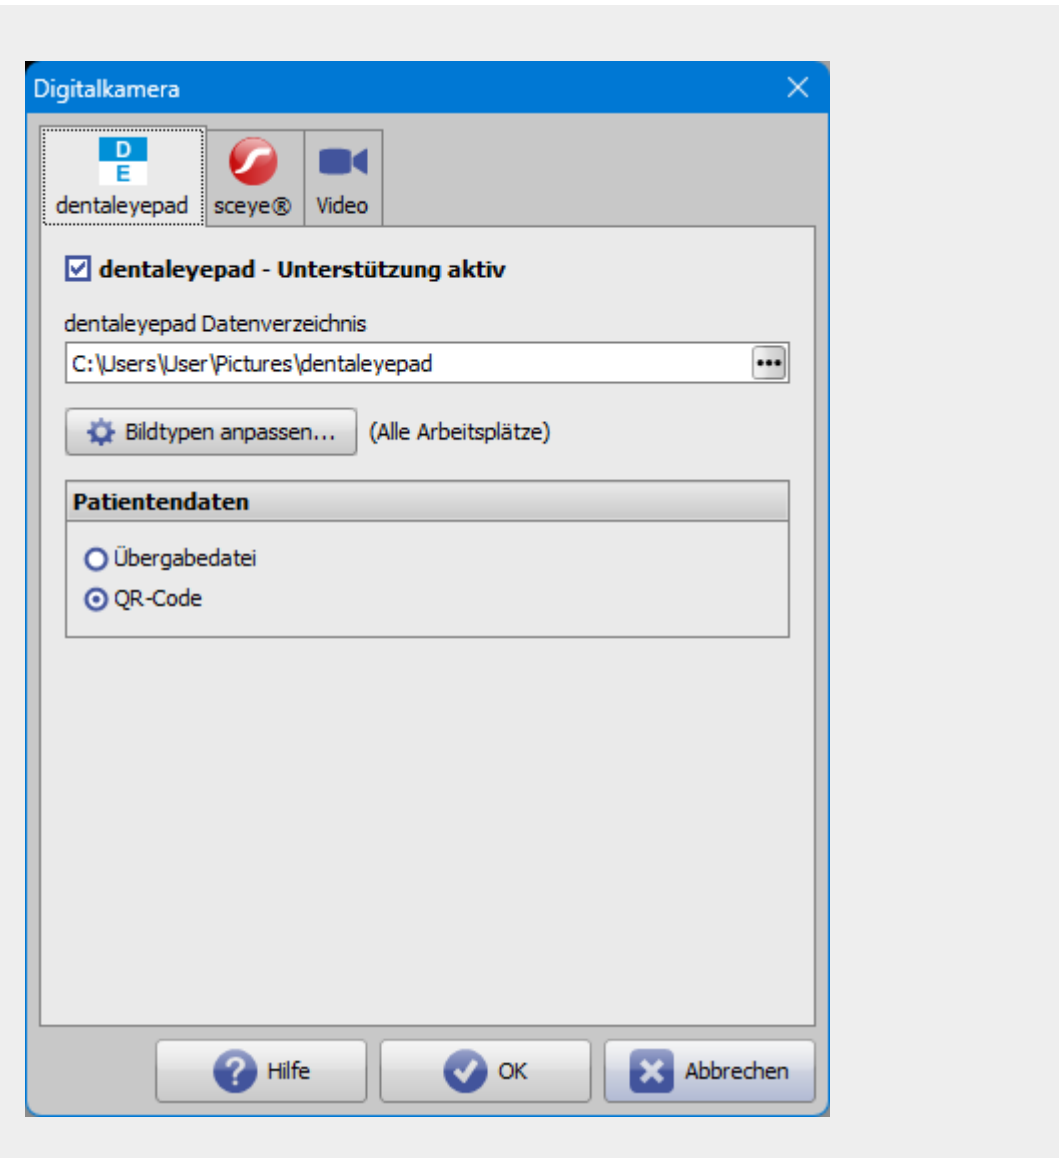 Digitalkamera
D
E
dentaleyepad sceye® Video
dentaleyepad - Unterstützung aktiv
dentaleyepad Datenverzeichnis
C:\Users\User\Pictures\dentaleyepad
Bildtypen anpassen... (Alle Arbeitsplätze)
Patientendaten
Übergabedatei
QR-Code
Hilfe OK Abbrechen